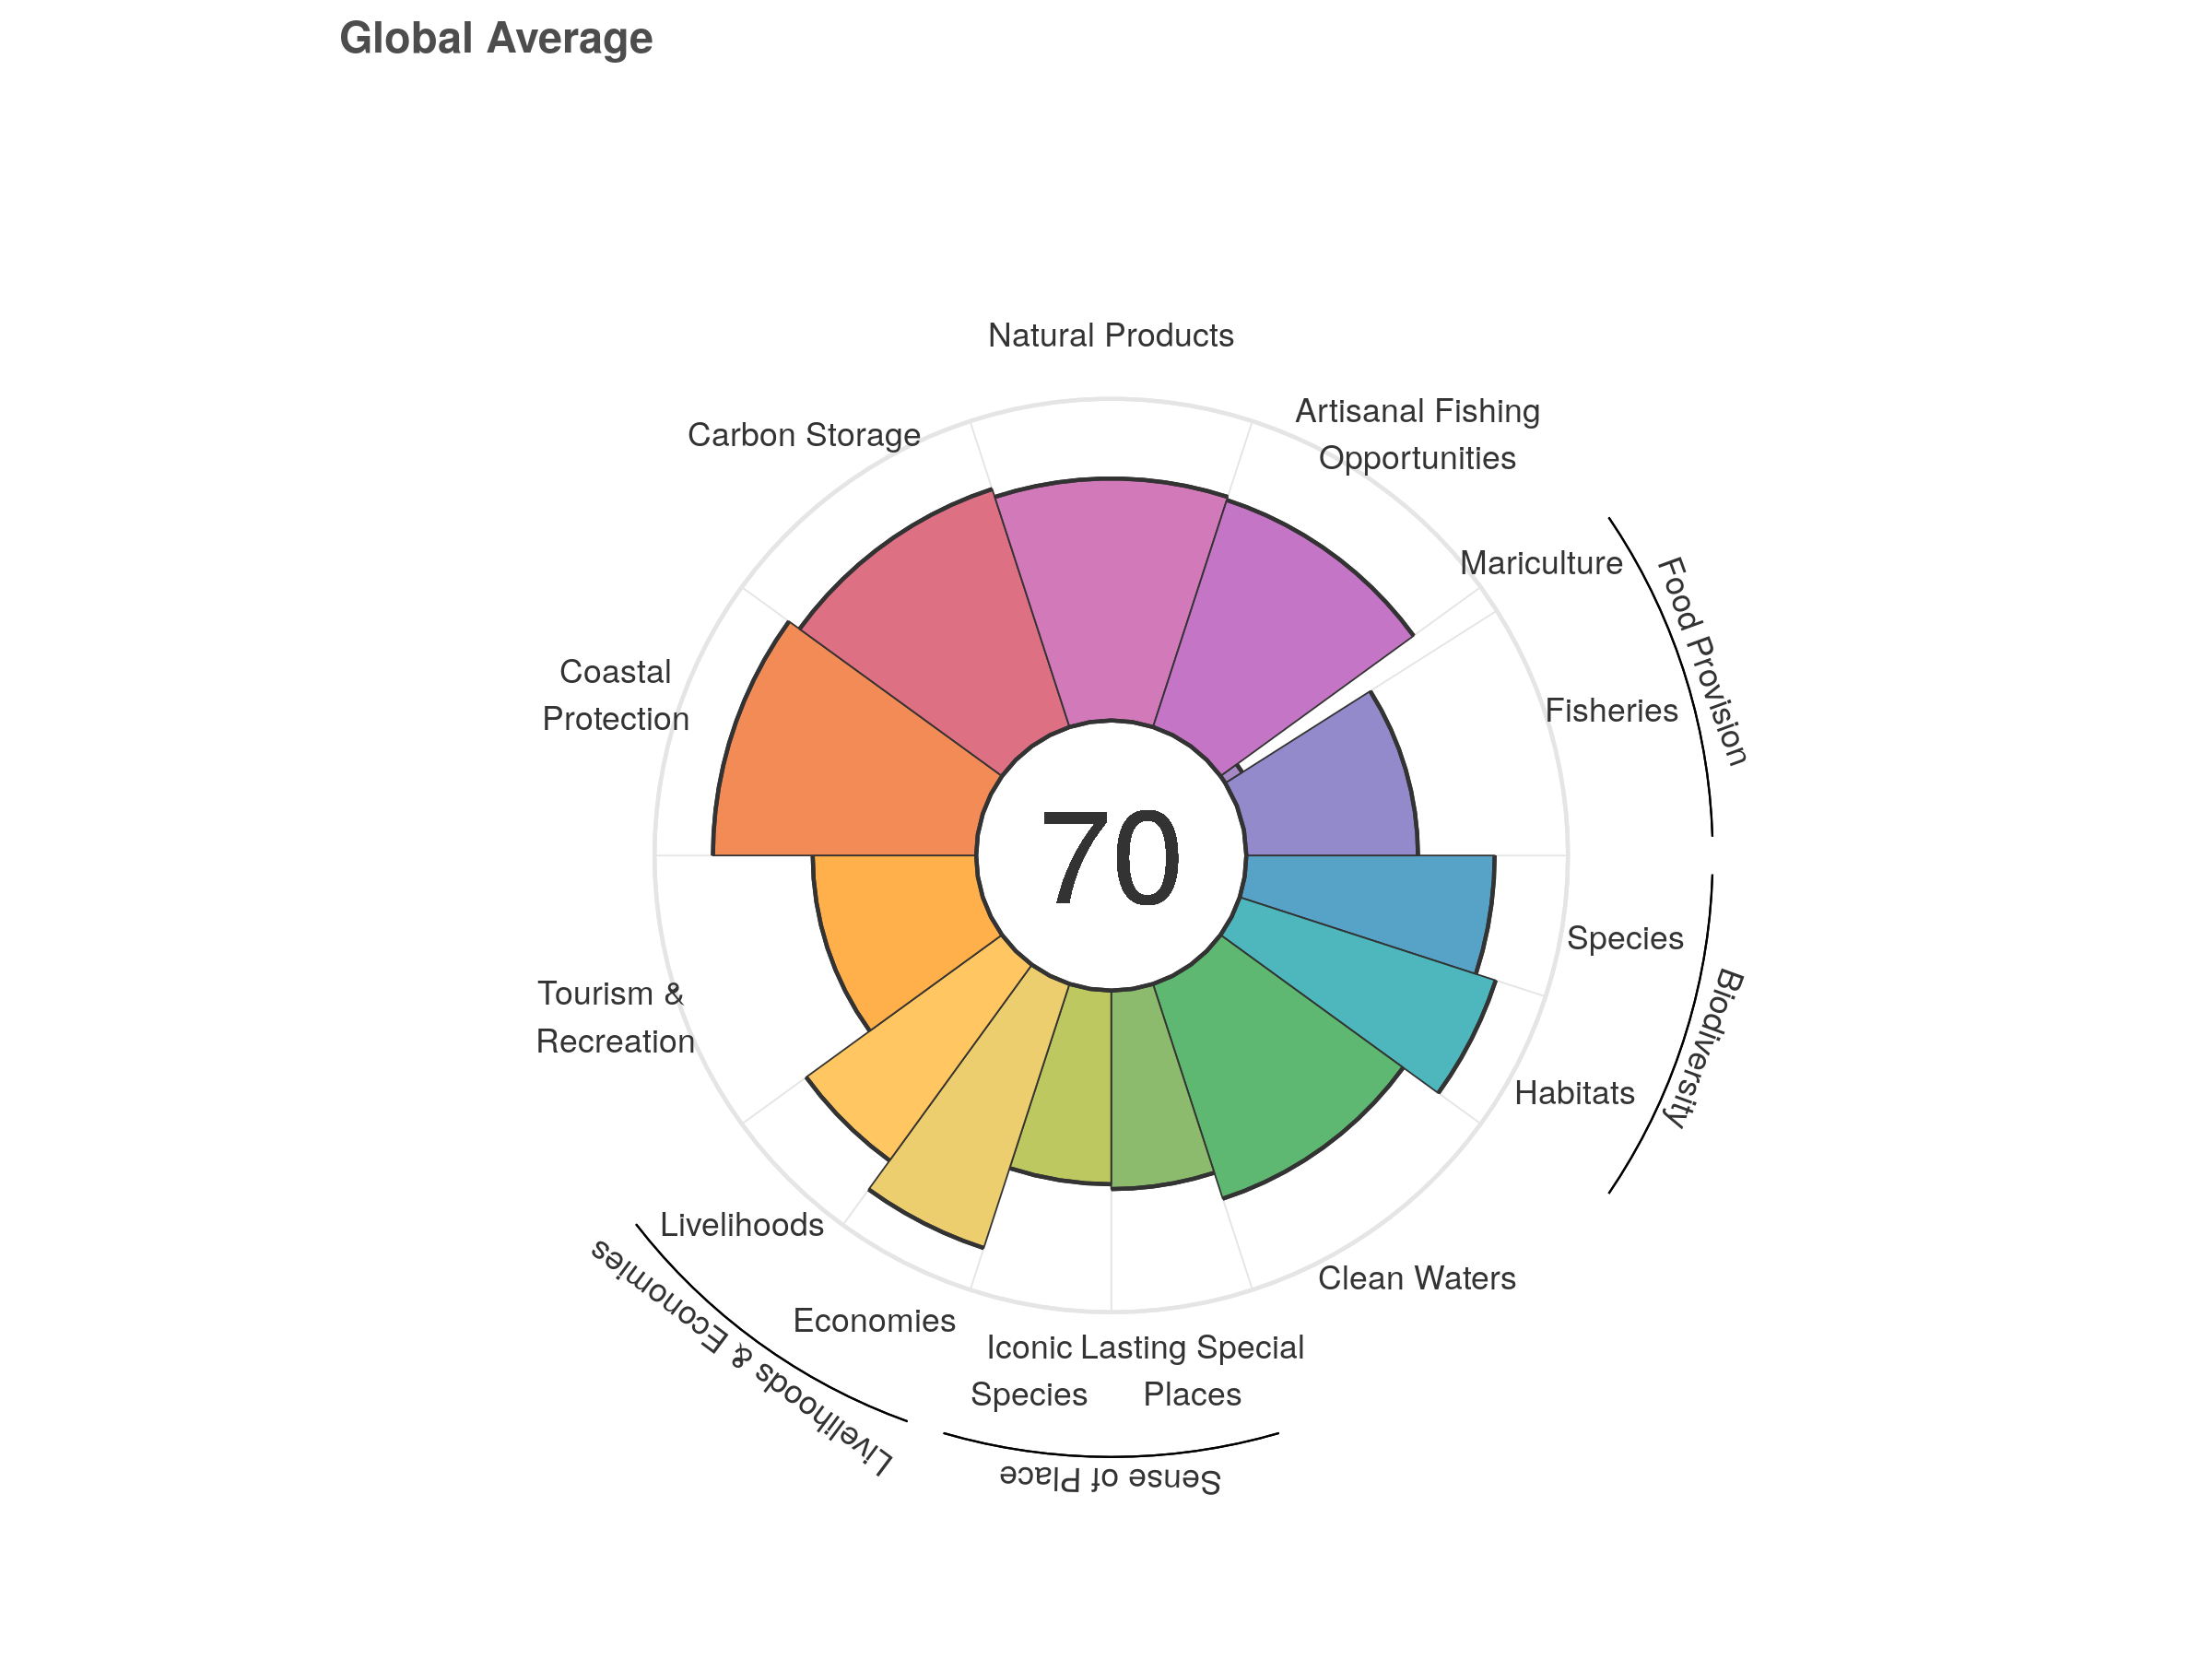 Global Average
Natural Products
Artisanal Fishing
Opportunities
Carbon Storage
Mariculture
Food Provision
Coastal
Protection
Fisheries
70
Species
Biodiversity
Tourism &
Recreation
Habitats
Livelihoods
Clean Waters
Economies
Livelihoods & Economies
Iconic
Species
Lasting Special
Places
Sense of Place